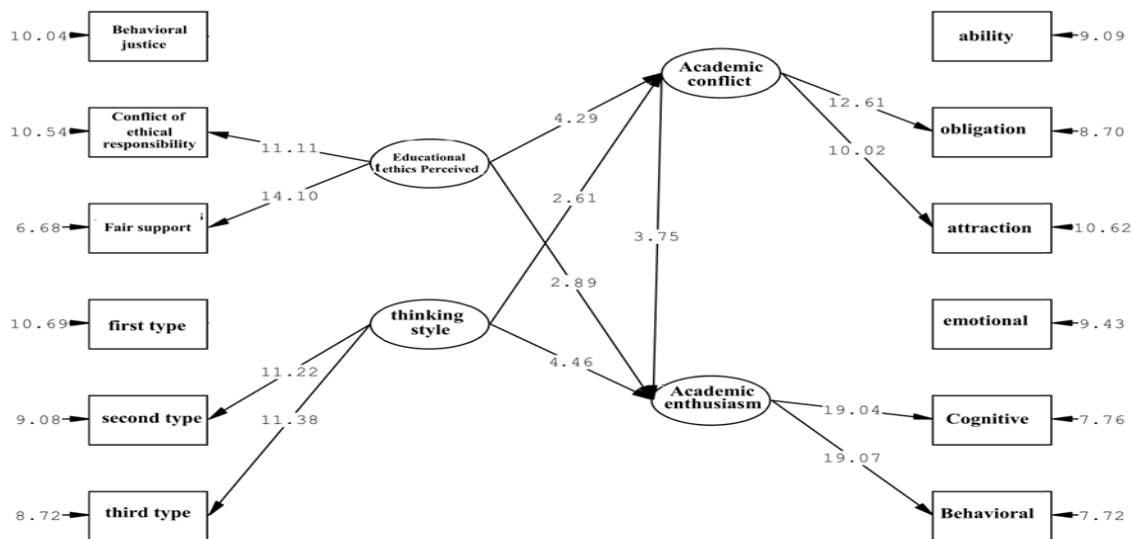 10.04
Behavioral
justice
10.54
Conflict of
ethical
responsibility
6.68
Fair support
10.69
first type
9.08
second type
8.72
third type
11.11
14.10
Educational
ethics Perceived
11.22
11.38
thinking
style
4.29
2.61
3.75
2.89
4.46
Academic
conflict
Academic
enthusiasm
12.61
10.02
19.04
19.07
ability
9.09
obligation
8.70
attraction
10.62
emotional
9.43
Cognitive
7.76
Behavioral
7.72